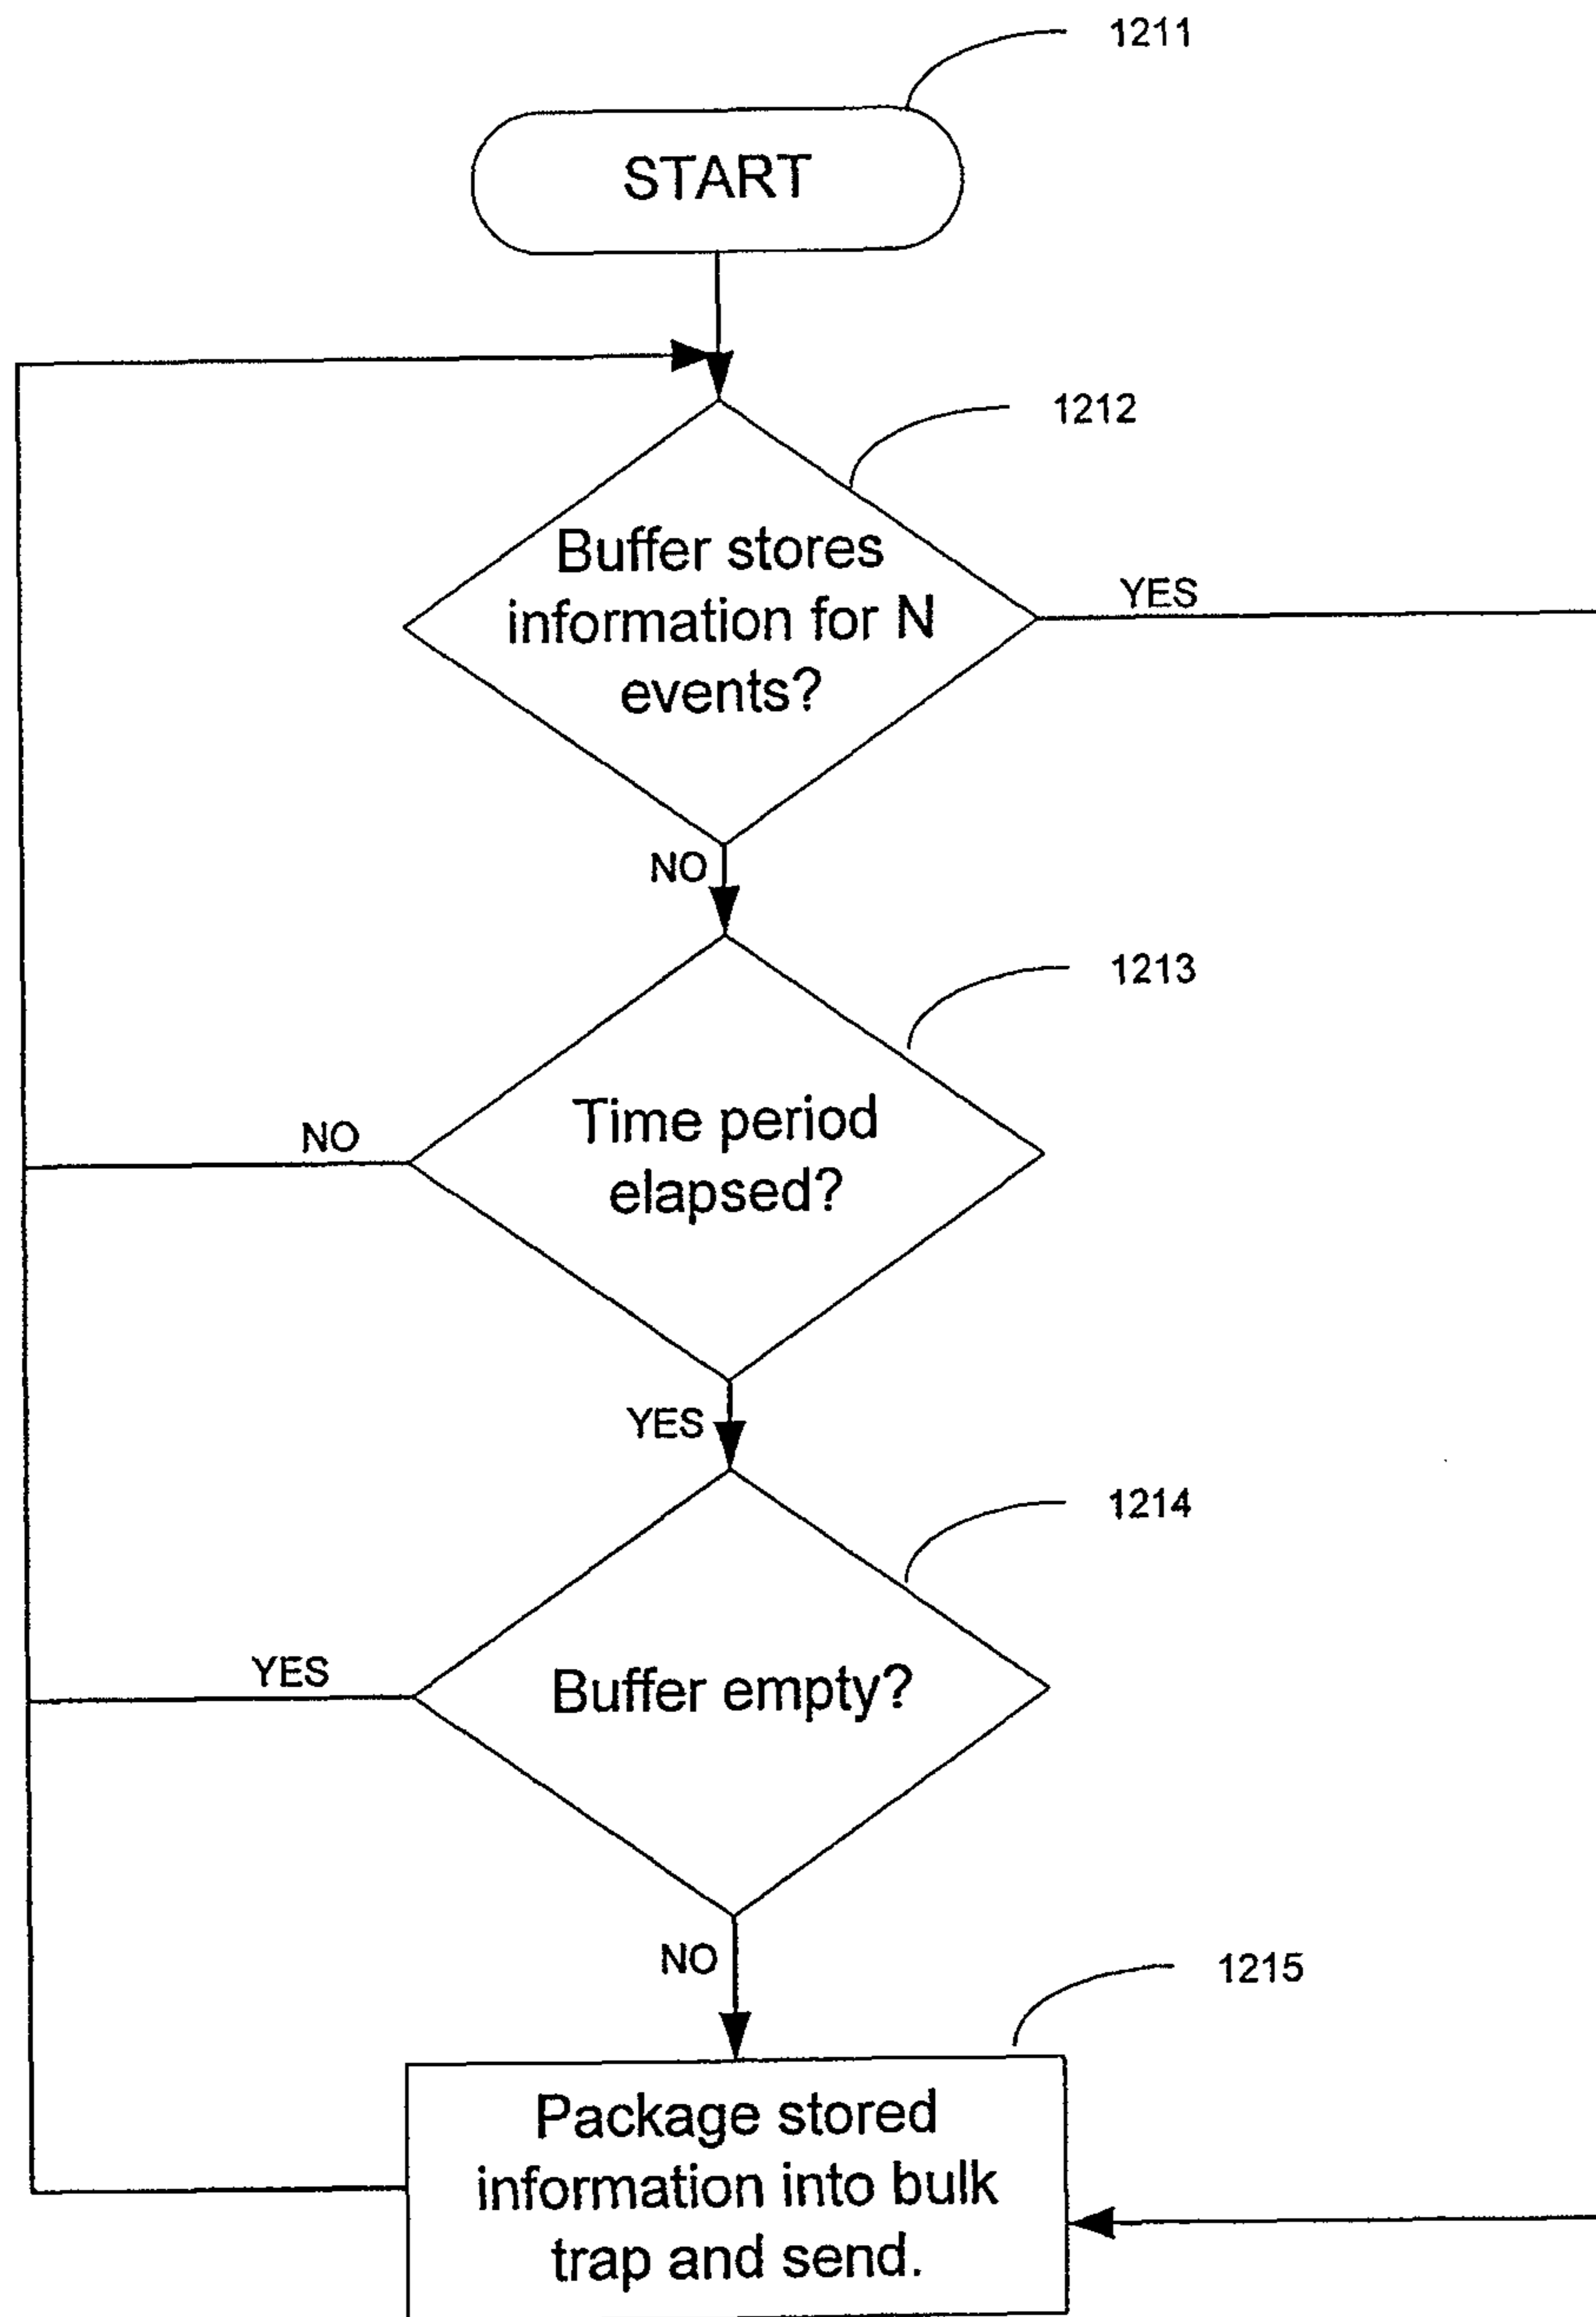 1211
START
1212
Buffer stores
information for N
events?
YES
NO
1213
Time period
elapsed?
NO
YES
1214
Buffer empty?
YES
NO
1215
Package stored
information into bulk
trap and send.